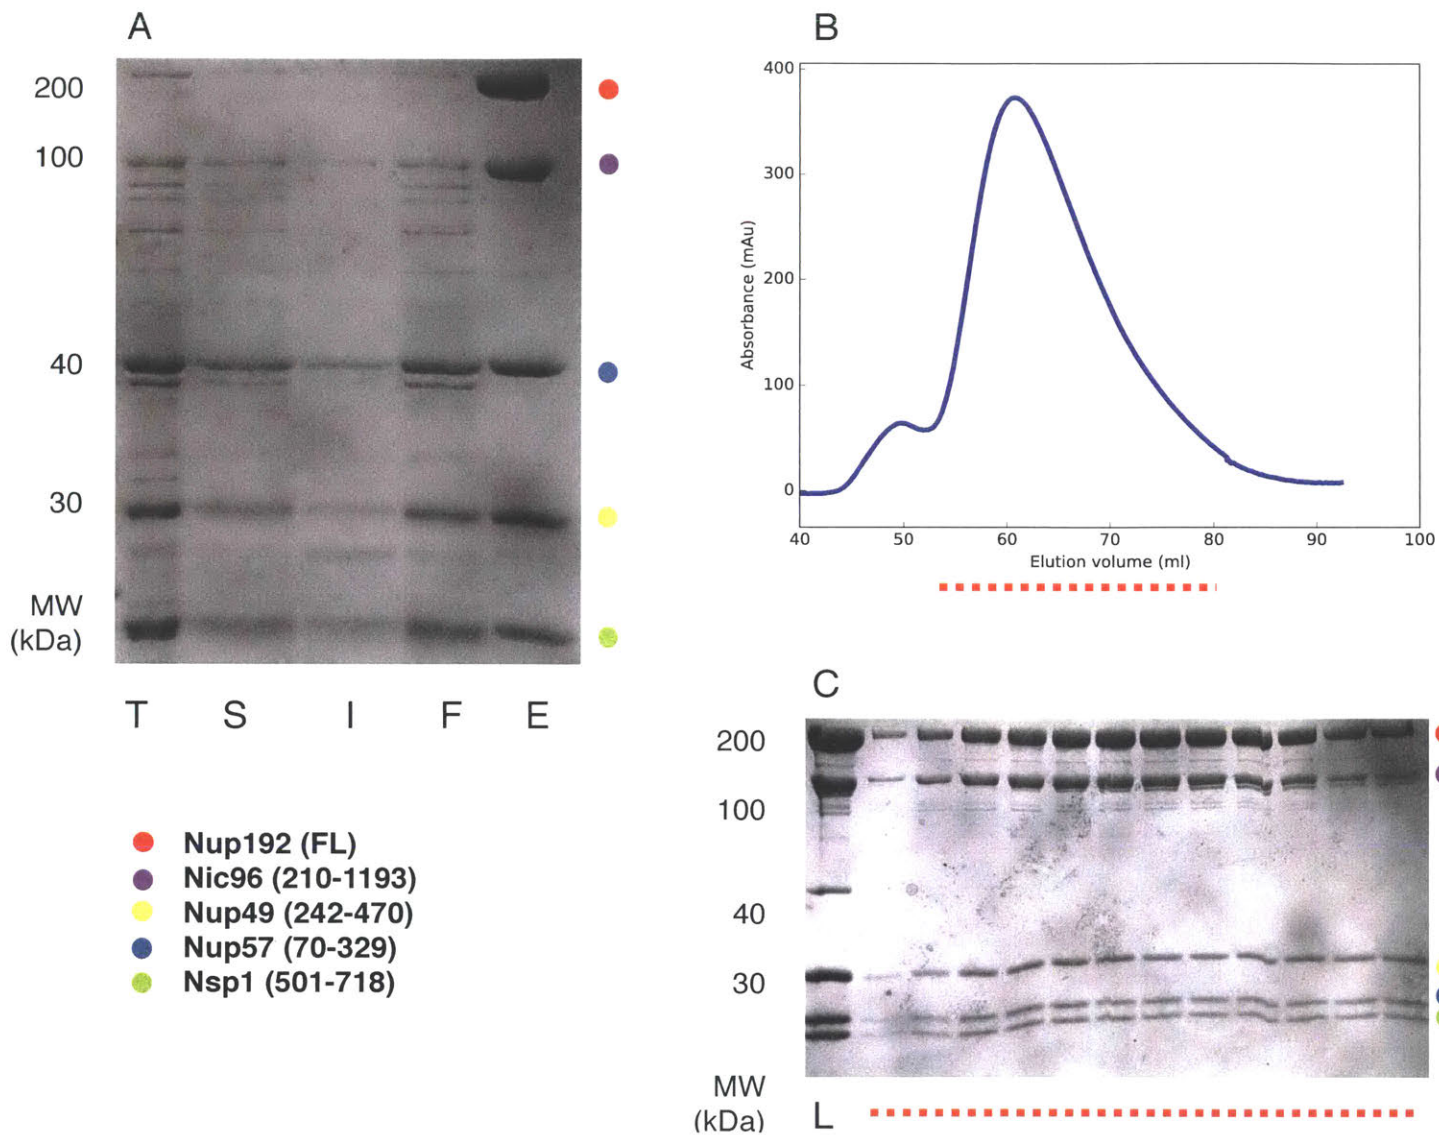 A
200
100
40
30
MW
(kDa)
T S I F E
Nup192 (FL)
Nic96 (210-1193)
Nup49 (242-470)
Nup57 (70-329)
Nsp1 (501-718)
B
400
300
200
100
0
Absorbance (mAu)
40 50 60 70 80 90 100
Elution volume (ml)
C
200
100
40
30
MW
(kDa)
L